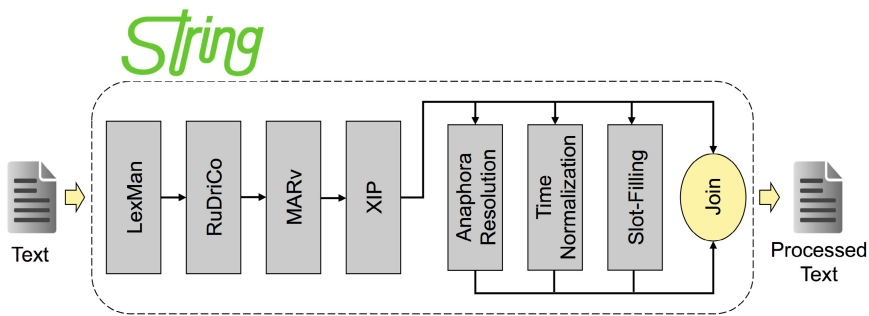 String
Text
LexMan
RuDriCo
MARv
XIP
Anaphora
Resolution
Time
Normalization
Slot-Filling
Join
Processed
Text